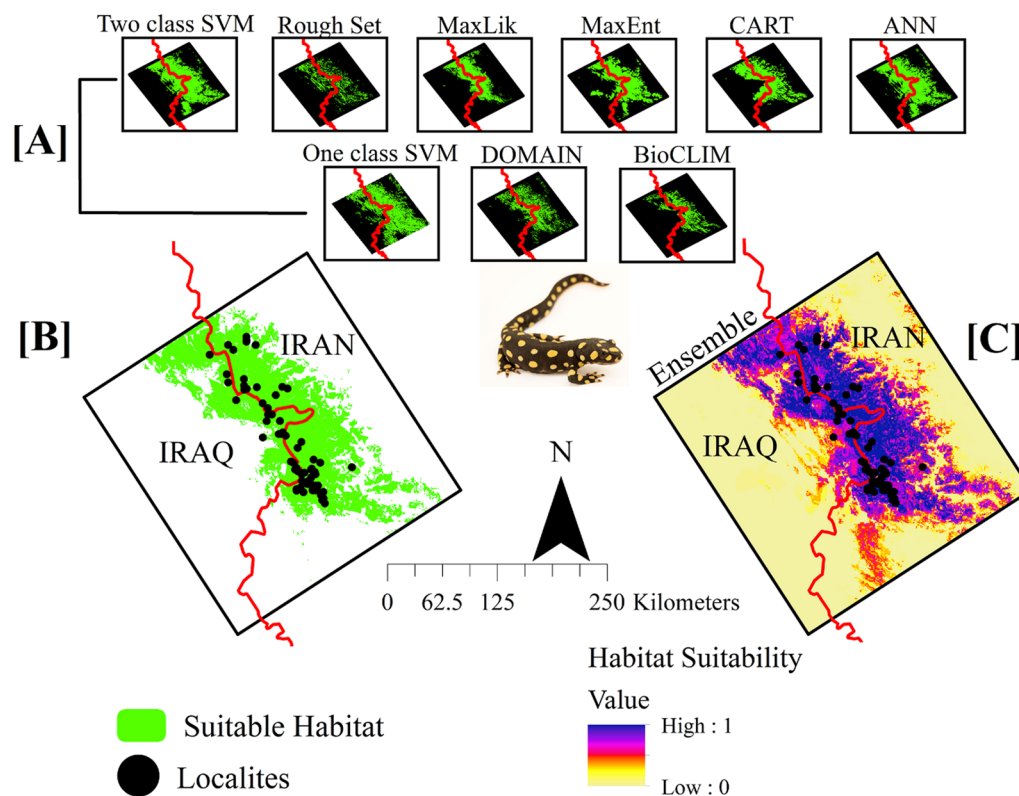 Two class SVM
Rough Set
MaxLik
MaxEnt
CART
ANN
[A]
One class SVM
DOMAIN
BioCLIM
[B]
IRAN
IRAQ
Ensemble
IRAN
[C]
IRAQ
N
0 62.5 125 250 Kilometers
Habitat Suitability
Value
High : 1
Low : 0
Suitable Habitat
Localites